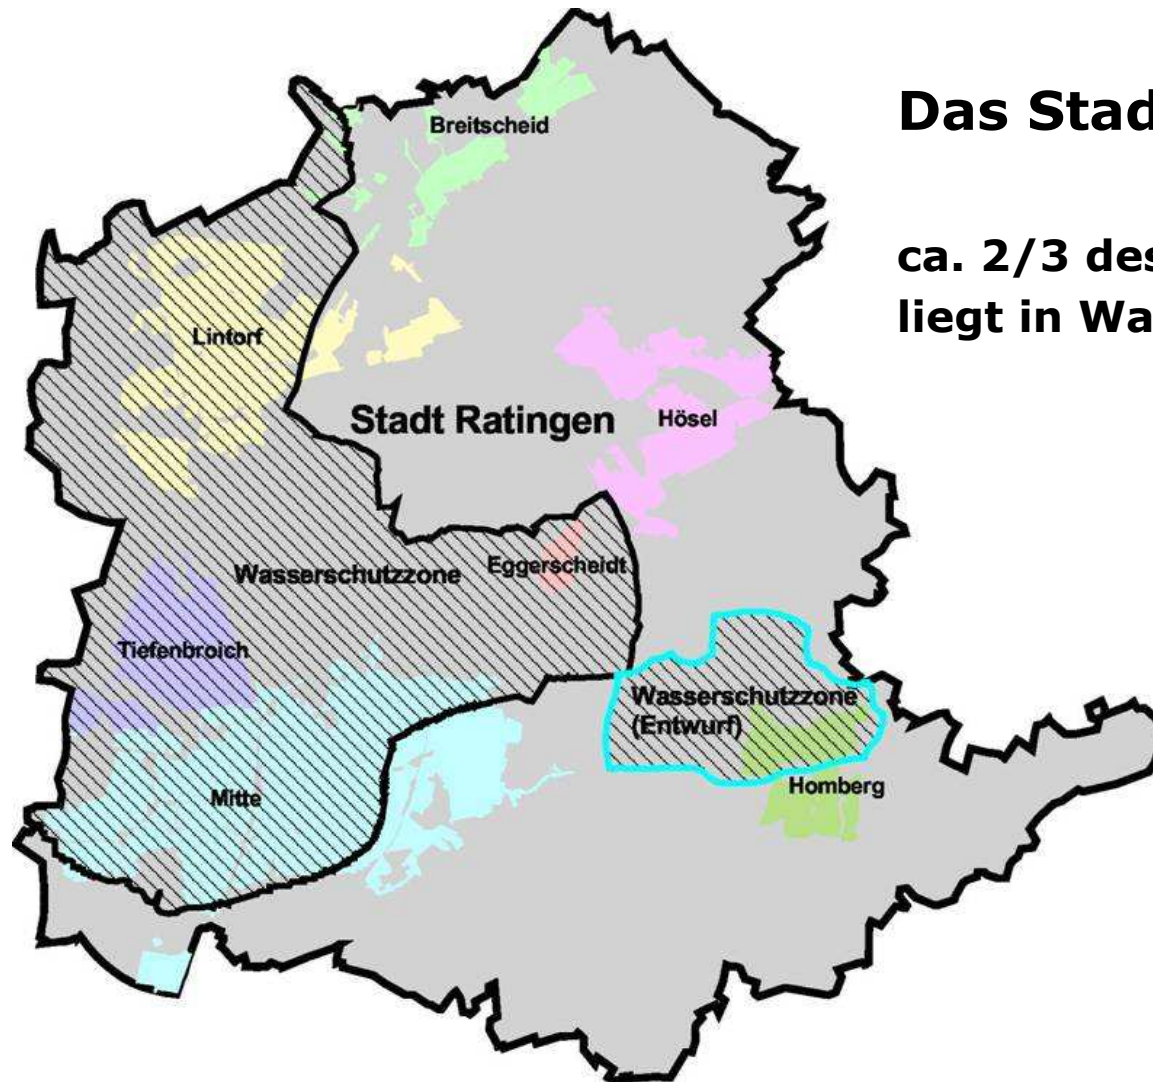 Das Stad
ca. 2/3 des
liegt in Wa
Breitscheid
Lintorf
Stadt Ratingen
Hösel
Eggerscheidt
Wasserschutzzone
Tiefenbroich
Wasserschutzzone
(Entwurf)
Homberg
Mitte